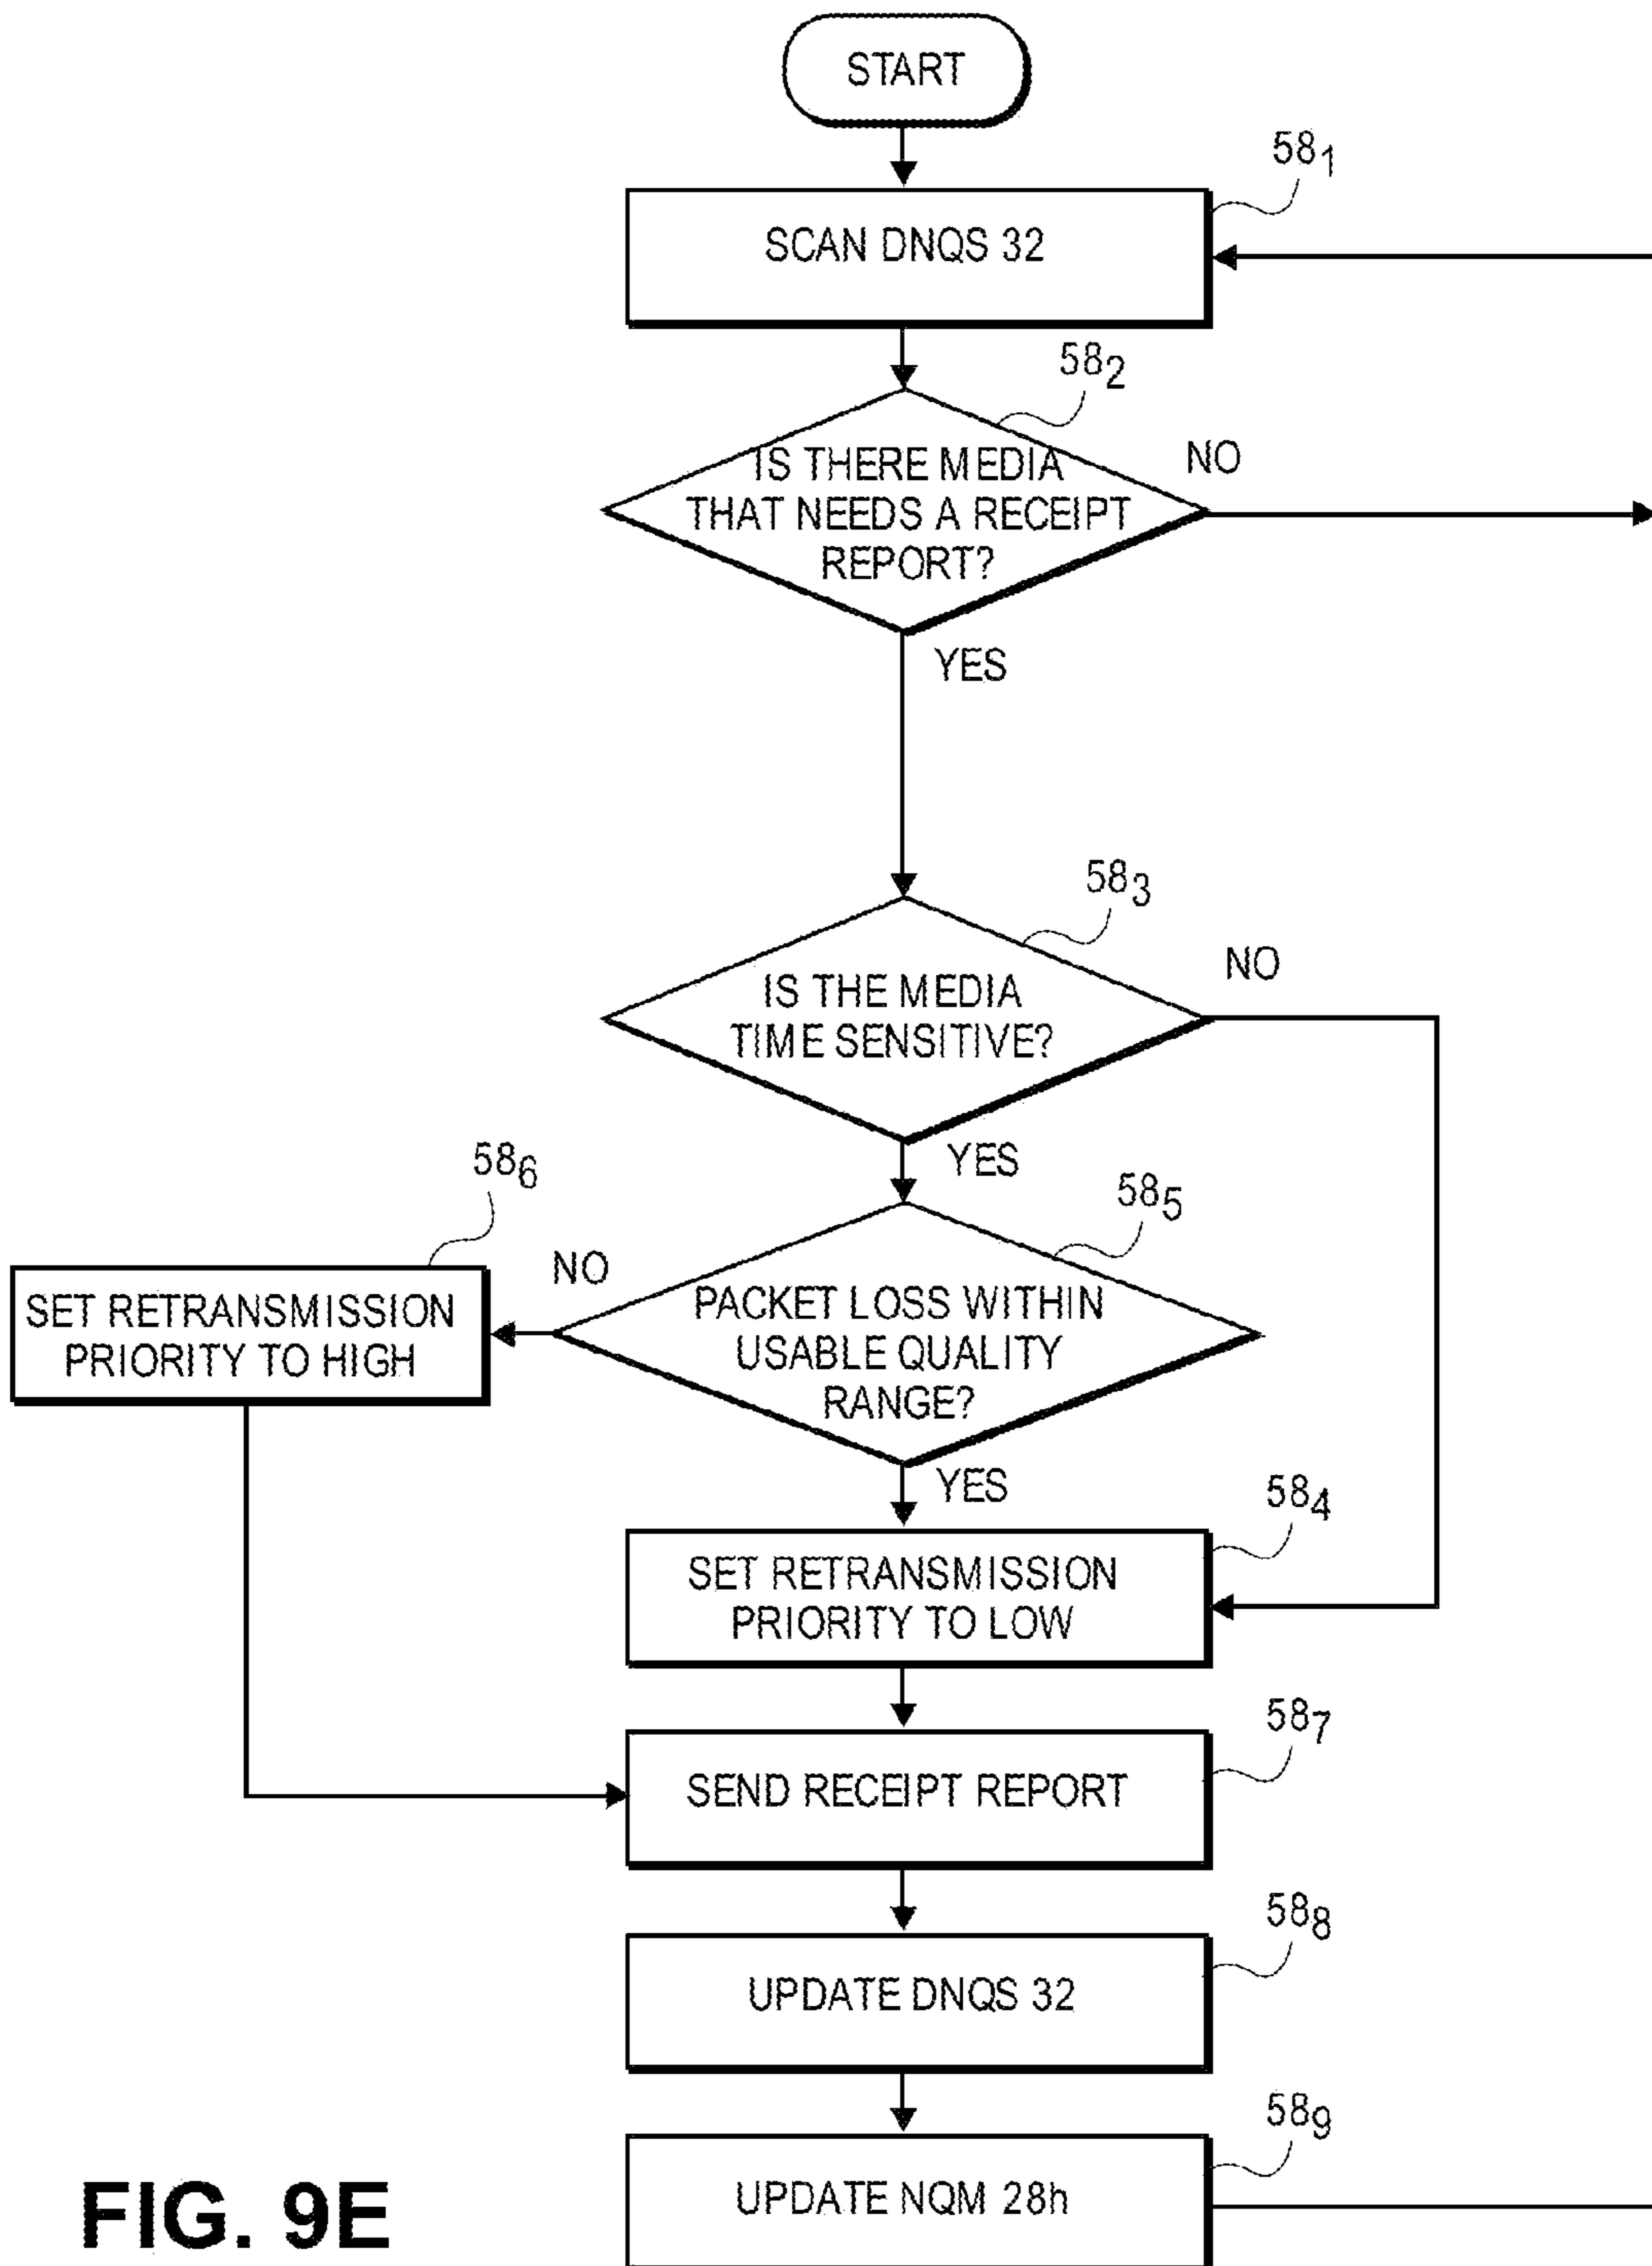 START
58₁
SCAN DNQS 32
58₂
IS THERE MEDIA
THAT NEEDS A RECEIPT
REPORT?
NO
YES
58₃
IS THE MEDIA
TIME SENSITIVE?
NO
YES
58₆
58₅
SET RETRANSMISSION
PRIORITY TO HIGH
NO
PACKET LOSS WITHIN
USABLE QUALITY
RANGE?
YES
58₄
SET RETRANSMISSION
PRIORITY TO LOW
58₇
SEND RECEIPT REPORT
58₈
UPDATE DNQS 32
58₉
UPDATE NQM 28h
FIG. 9E